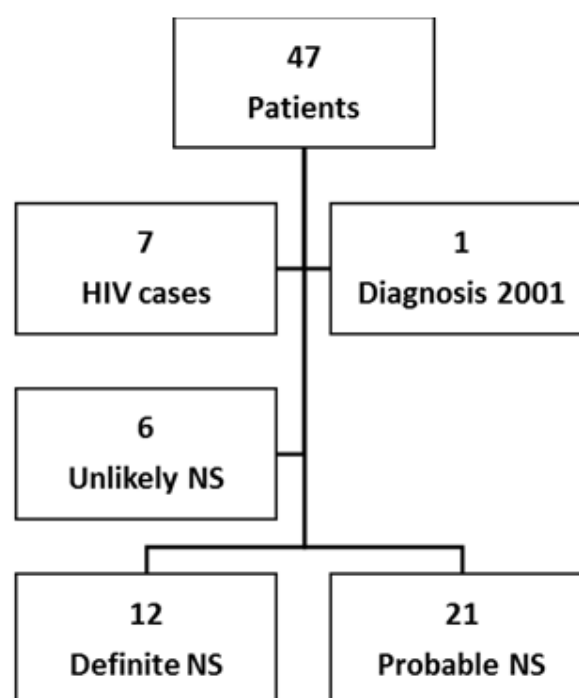 47
Patients
7
HIV cases
1
Diagnosis 2001
6
Unlikely NS
12
Definite NS
21
Probable NS